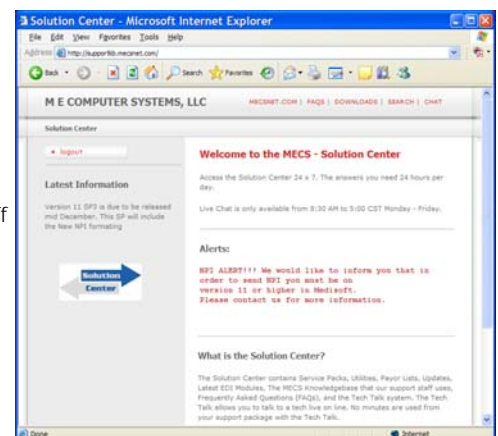 Solution Center - Microsoft Internet Explorer
File Edit View Favorites Tools Help
Address http://supportkb.mecsnet.com/
Back Search Favorites
M E COMPUTER SYSTEMS, LLC
MECSNET.COM | FAQS | DOWNLOADS | SEARCH | CHAT
Solution Center
• logout
Latest Information
Version 11 SP3 is due to be released
mid December. This SP will include
the New NPI formating
Solution
Center
ff
Welcome to the MECS - Solution Center
Access the Solution Center 24 x 7. The answers you need 24 hours per
day.
Live Chat is only available from 8:30 AM to 5:00 CST Monday - Friday.
Alerts:
NPI ALERT!!! We would like to inform you that in
order to send NPI you must be on
version 11 or higher in Medisoft.
Please contact us for more information.
What is the Solution Center?
The Solution Center contains Service Packs, Utilities, Payor Lists, Updates,
Latest EDI Modules, The MECS Knowledgebase that our support staff uses,
Frequently Asked Questions (FAQs), and the Tech Talk system. The Tech
Talk allows you to talk to a tech live on line. No minutes are used from
your support package with the Tech Talk.
Done
Internet